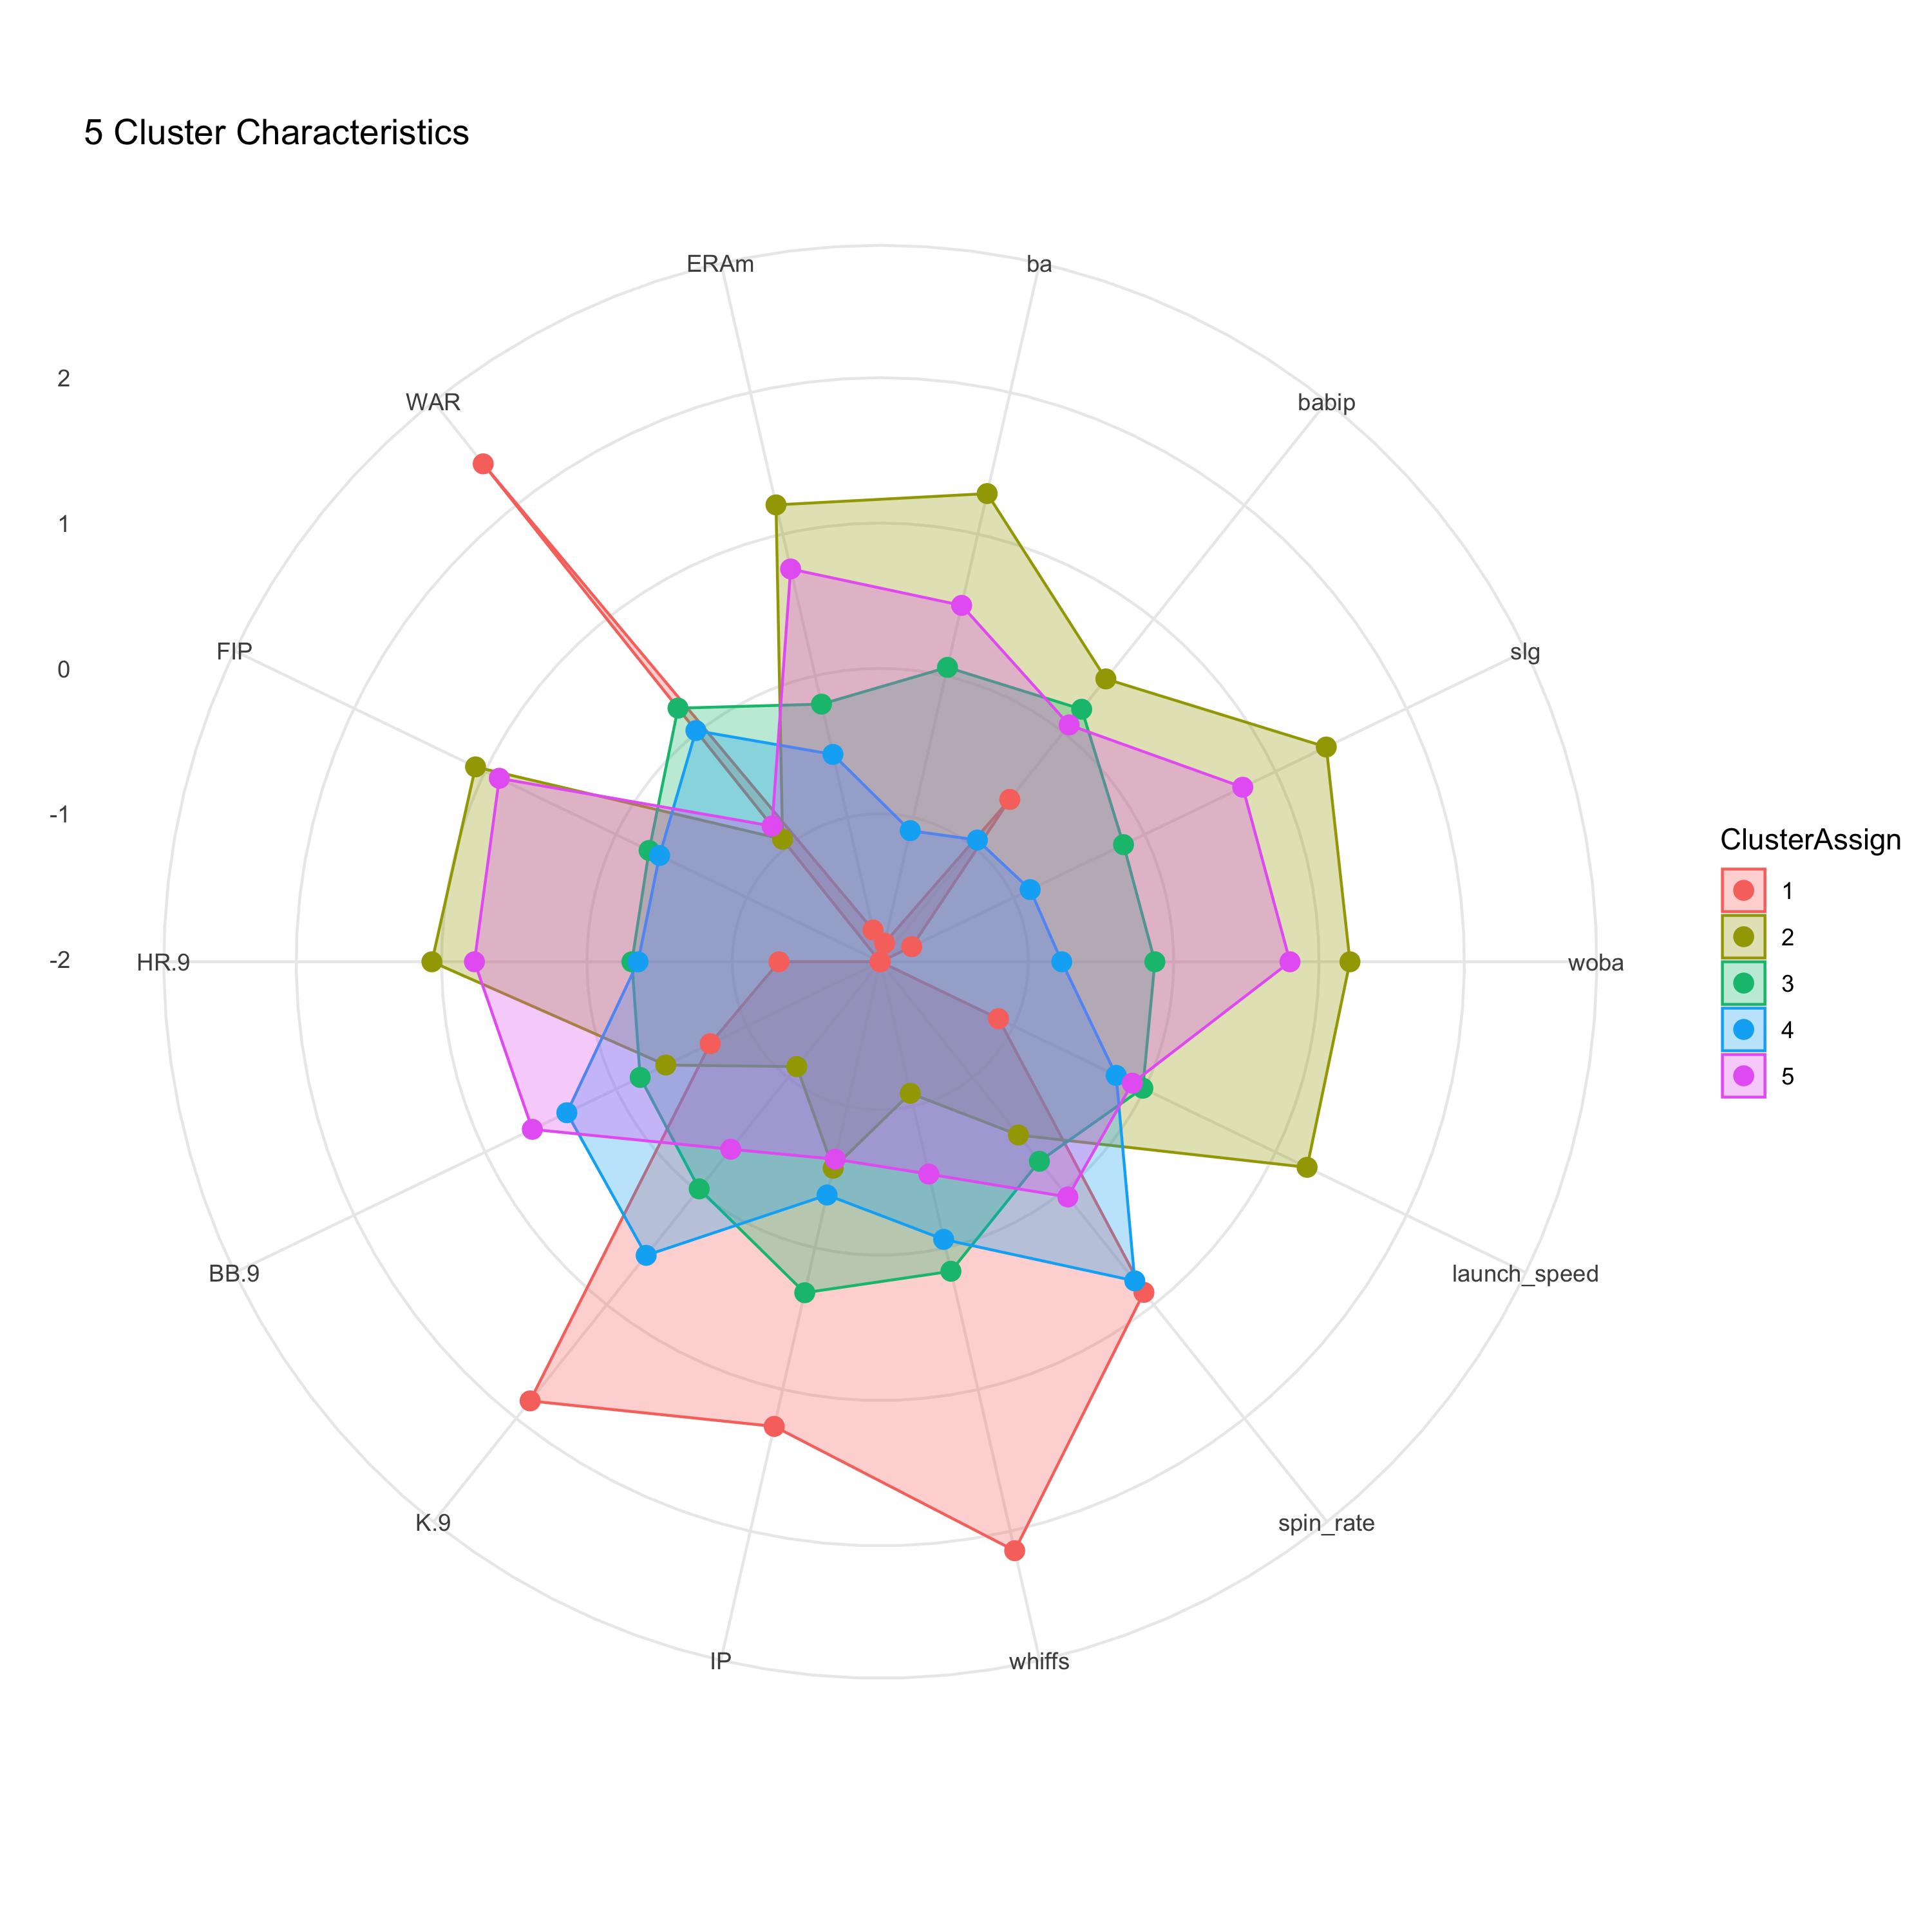 5 Cluster Characteristics
ERAm
ba
2
WAR
babip
1
FIP
slg
0
-1
-2
HR.9
woba
ClusterAssign
1
2
3
4
5
BB.9
launch_speed
K.9
spin_rate
IP
whiffs